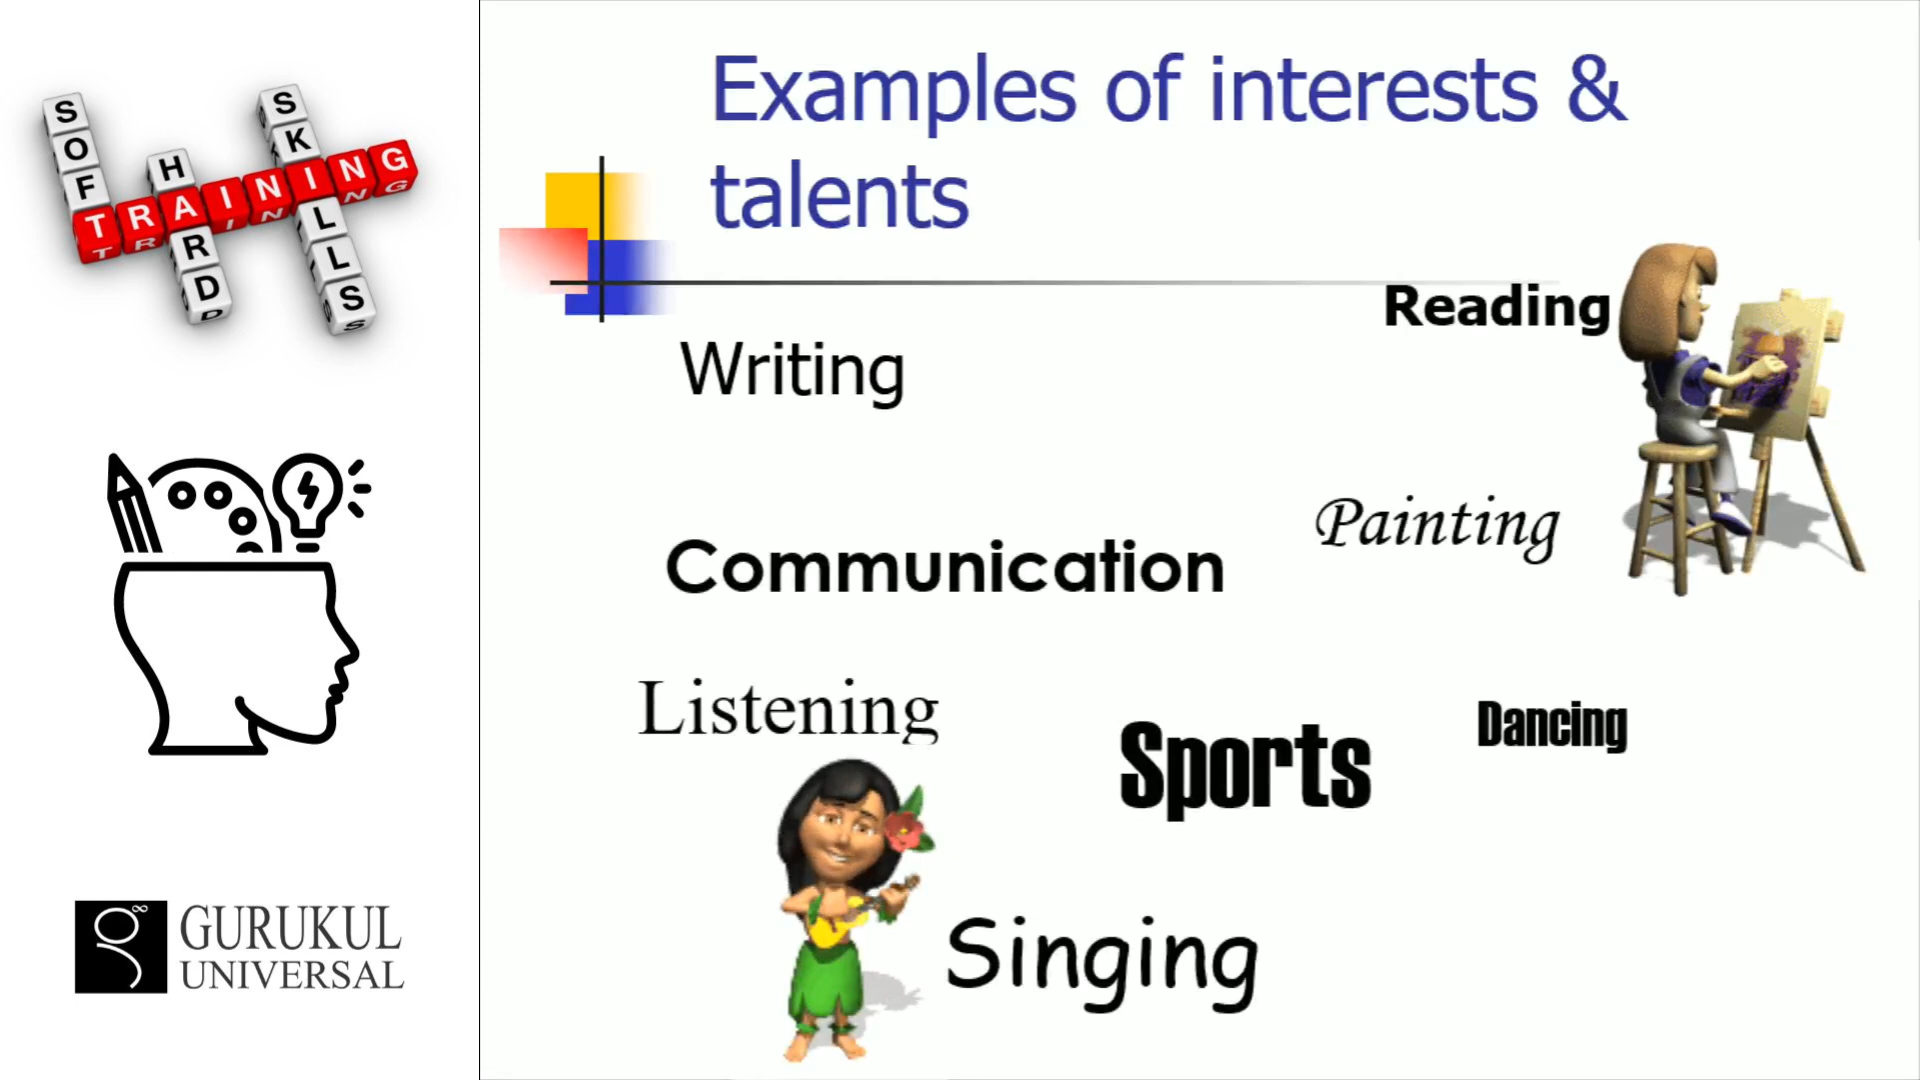 SOFT
HARD
SKILLS
TRAINING
GURUKUL
UNIVERSAL
Examples of interests &
talents
Reading
Writing
Painting
Communication
Listening
Sports
Dancing
Singing